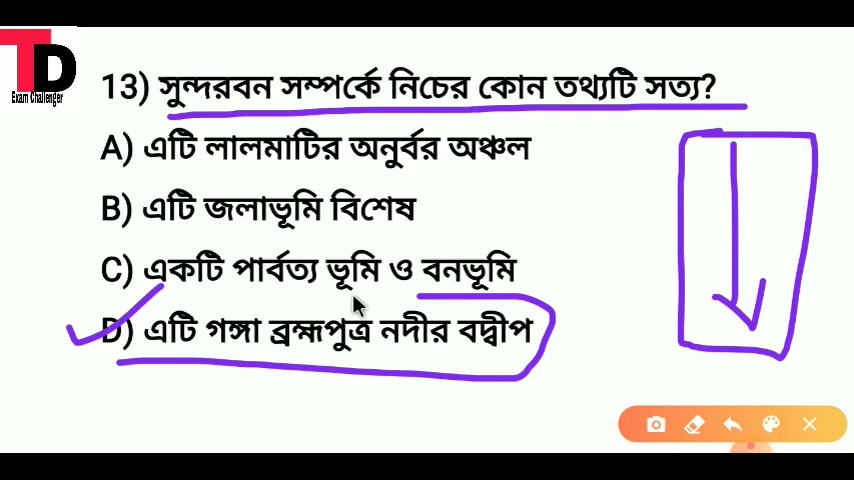 TD
Exam Challenger
13) সুন্দরবন সম্পর্কে নিচের কোন তথ্যটি সত্য?
A) এটি লালমাটির অনুর্বর অঞ্চল
B) এটি জলাভূমি বিশেষ
C) একটি পার্বত্য ভূমি ও বনভূমি
D) এটি গঙ্গা ব্রহ্মপুত্র নদীর বদ্বীপ